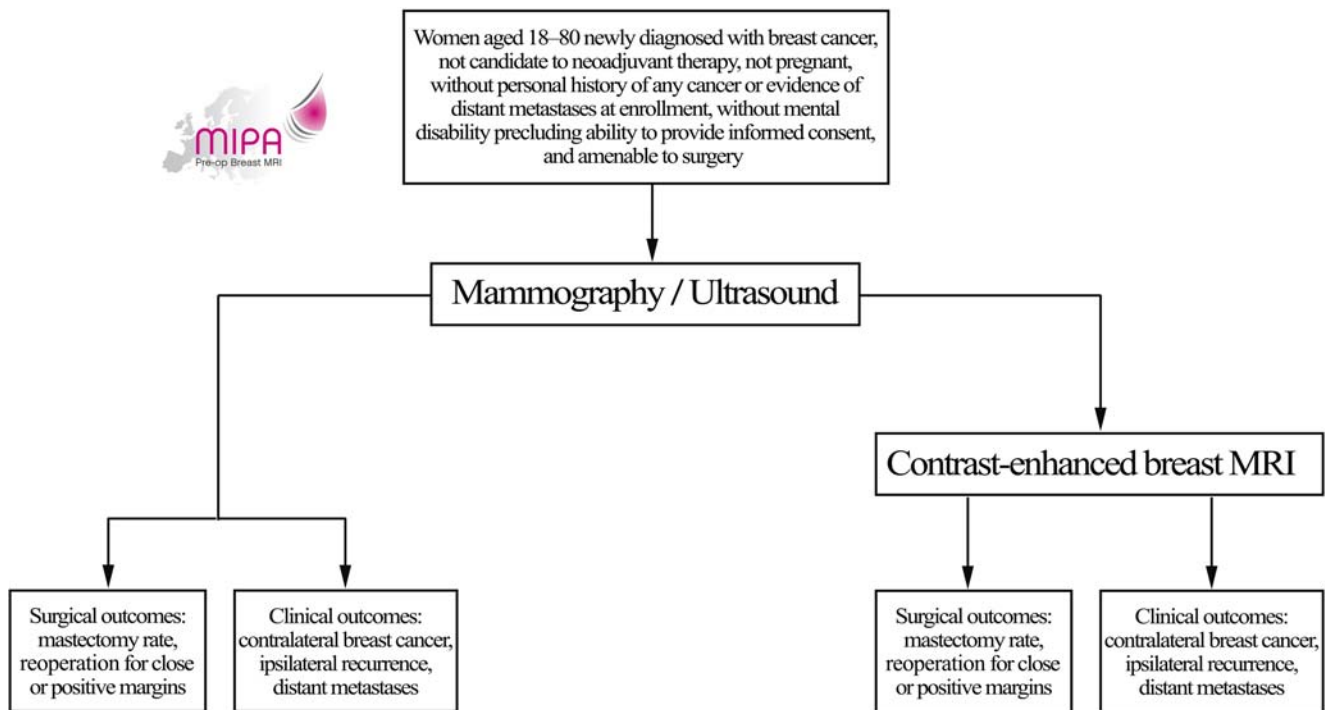 Women aged 18–80 newly diagnosed with breast cancer,
not candidate to neoadjuvant therapy, not pregnant,
without personal history of any cancer or evidence of
distant metastases at enrollment, without mental
disability precluding ability to provide informed consent,
and amenable to surgery
MIPA
Pre-op Breast MRI
Mammography / Ultrasound
Contrast-enhanced breast MRI
Surgical outcomes:
mastectomy rate,
reoperation for close
or positive margins
Clinical outcomes:
contralateral breast cancer,
ipsilateral recurrence,
distant metastases
Surgical outcomes:
mastectomy rate,
reoperation for close
or positive margins
Clinical outcomes:
contralateral breast cancer,
ipsilateral recurrence,
distant metastases